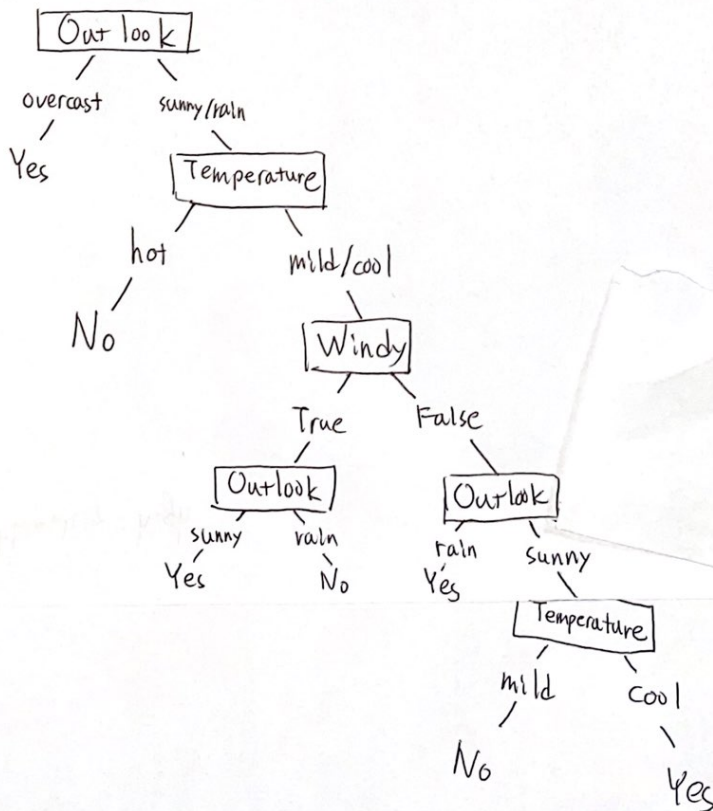 Outlook
overcast sunny/rain
Yes
Temperature
hot mild/cool
No
Windy
True False
Outlook Outlook
sunny rain rain sunny
Yes No Yes
Temperature
mild cool
No Yes